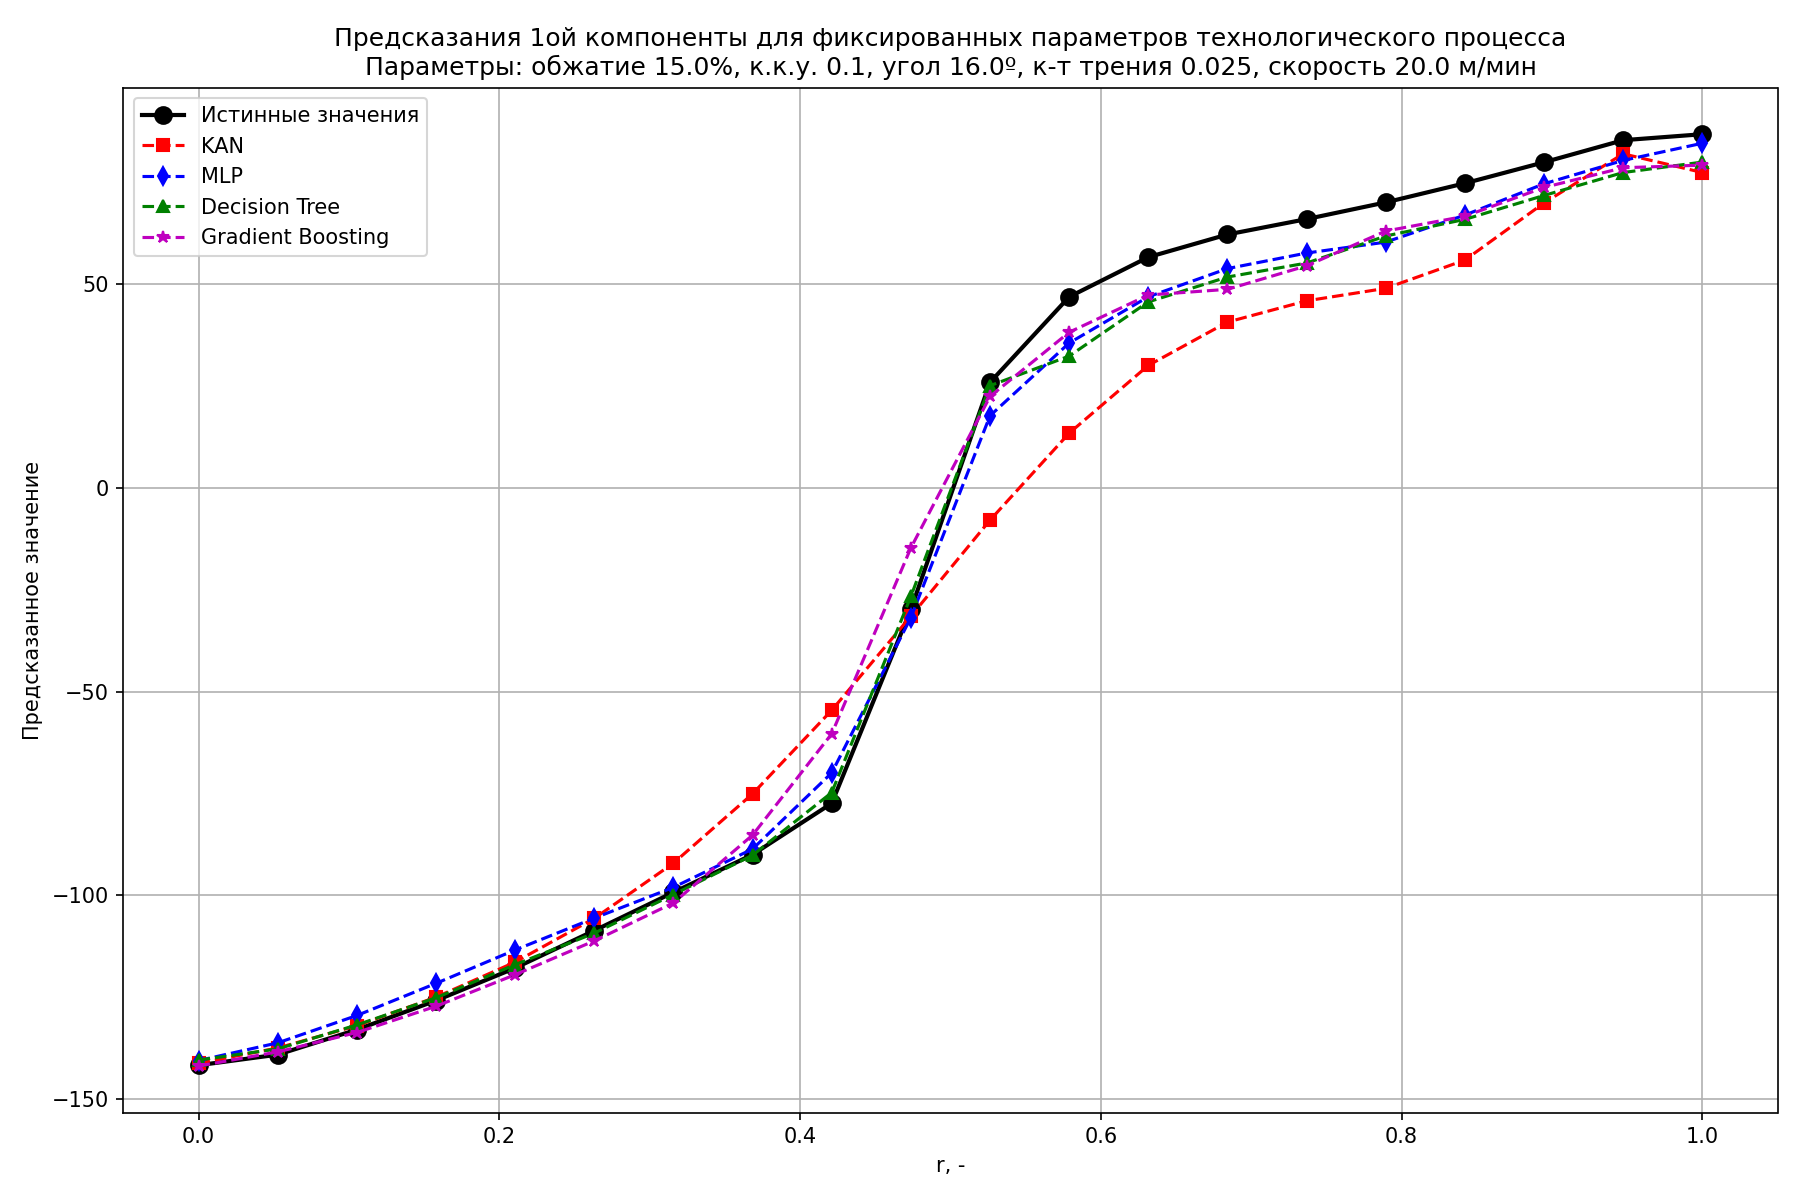 Предсказания 1ой компоненты для фиксированных параметров технологического процесса
Параметры: обжатие 15.0%, к.к.у. 0.1, угол 16.0º, к-т трения 0.025, скорость 20.0 м/мин
Истинные значения
KAN
MLP
Decision Tree
Gradient Boosting
Предсказанное значение
50
0
−50
−100
−150
0.0 0.2 0.4 0.6 0.8 1.0
r, -